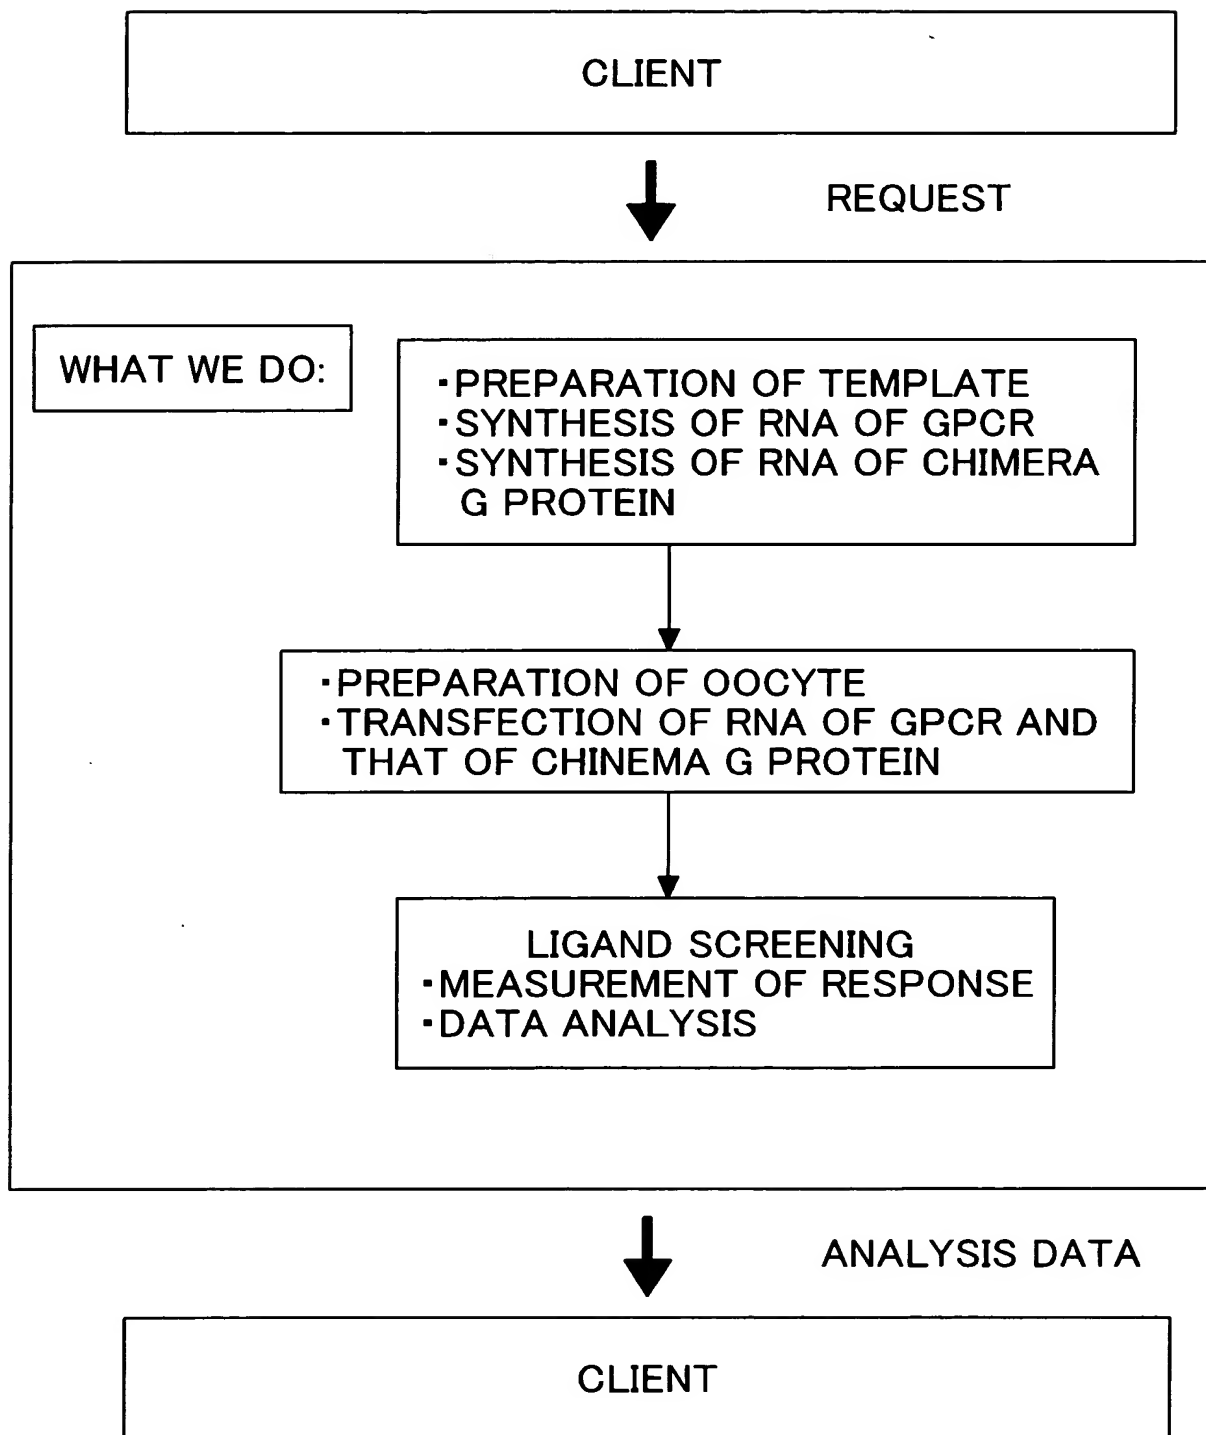 CLIENT
REQUEST
WHAT WE DO:
・PREPARATION OF TEMPLATE
・SYNTHESIS OF RNA OF GPCR
・SYNTHESIS OF RNA OF CHIMERA
G PROTEIN
・PREPARATION OF OOCYTE
・TRANSFECTION OF RNA OF GPCR AND
THAT OF CHINEMA G PROTEIN
LIGAND SCREENING
・MEASUREMENT OF RESPONSE
・DATA ANALYSIS
ANALYSIS DATA
CLIENT